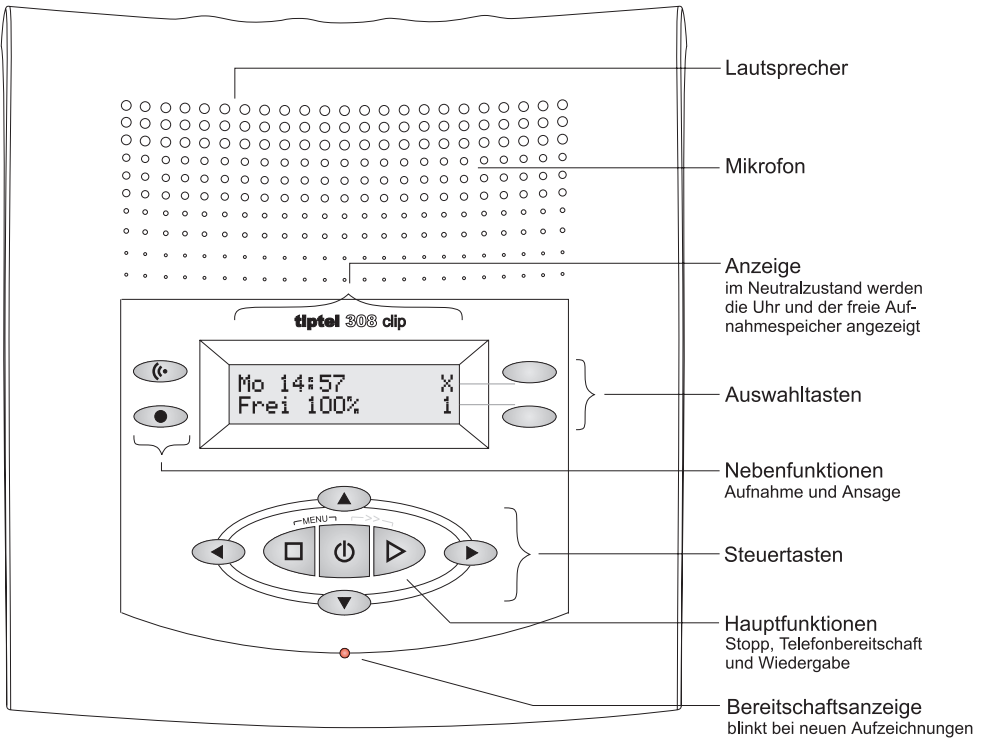 Lautsprecher
Mikrofon
Anzeige
im Neutralzustand werden
die Uhr und der freie Auf-
nahmespeicher angezeigt
tiptel 308 clip
Mo 14:57 X
Frei 100% 1
Auswahltasten
Nebenfunktionen
Aufnahme und Ansage
MENU >>
Steuertasten
Hauptfunktionen
Stopp, Telefonbereitschaft
und Wiedergabe
Bereitschaftsanzeige
blinkt bei neuen Aufzeichnungen